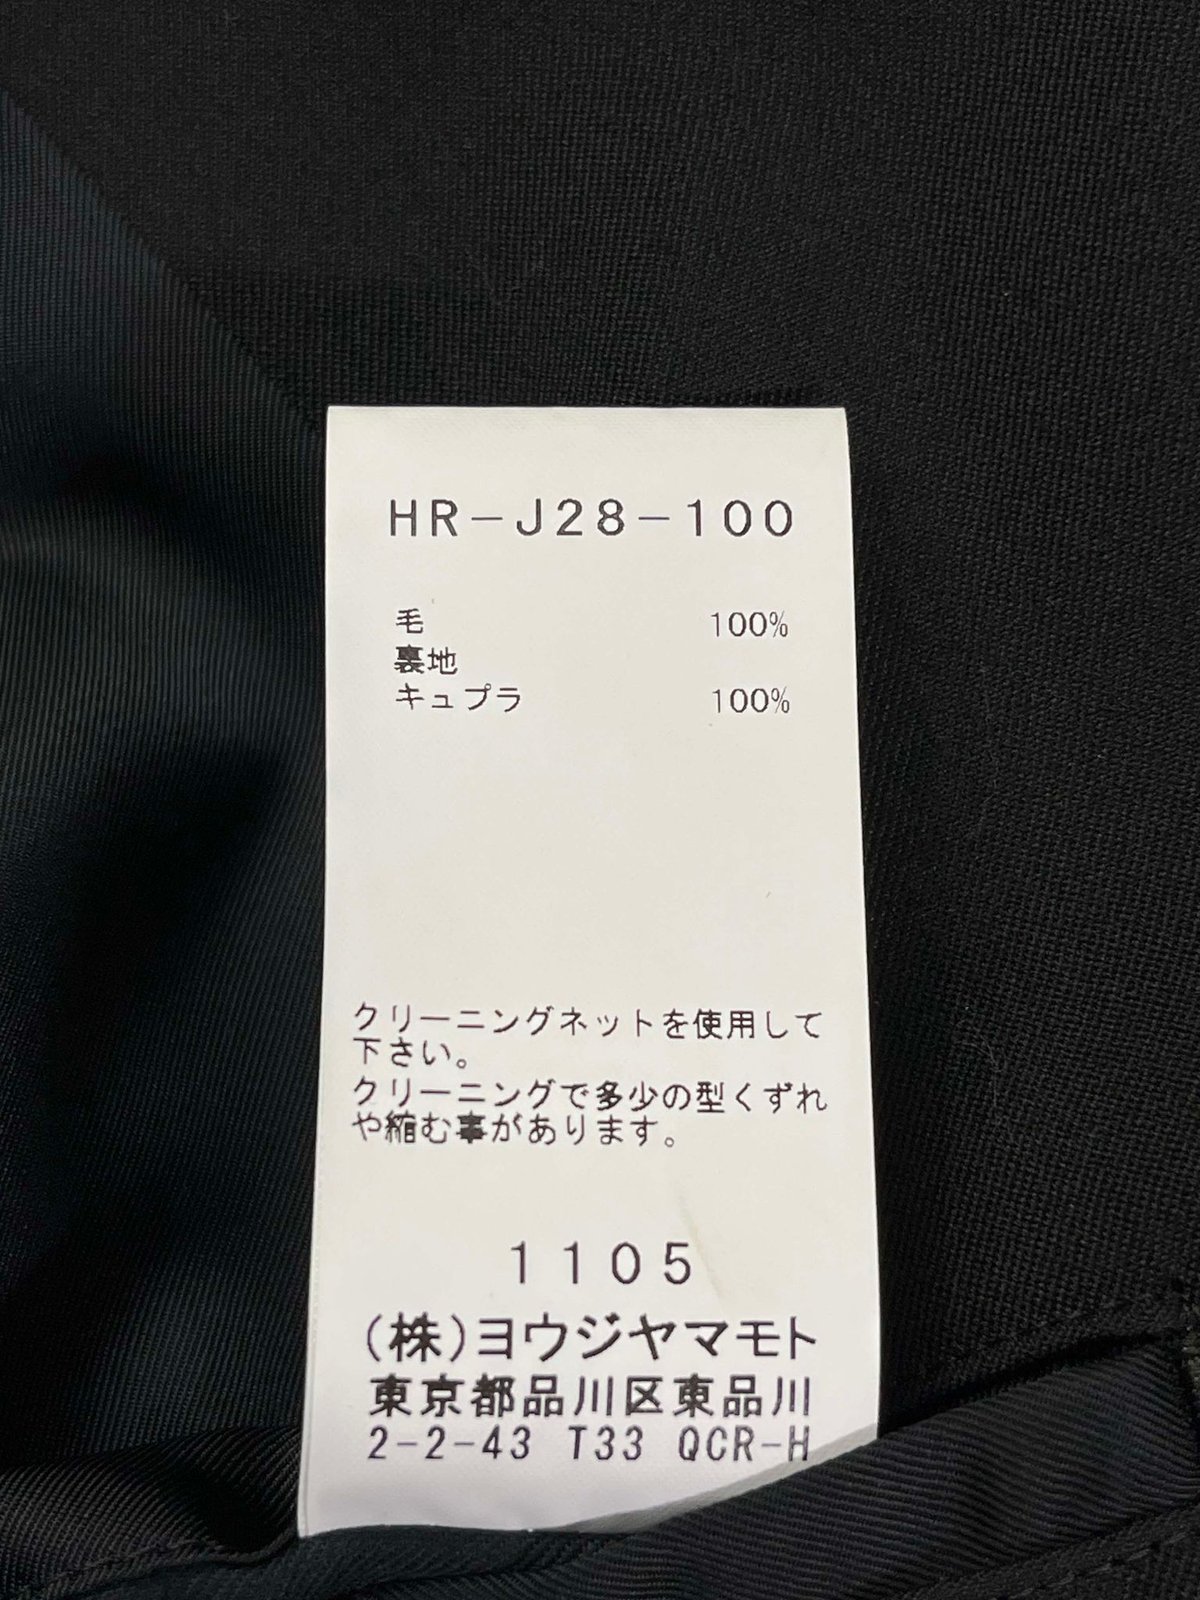 HR-J28-100
毛 100%
裏地
キュプラ 100%
クリーニングネットを使用して
下さい。
クリーニングで多少の型くずれ
や縮む事があります。
1105
(株)ヨウジヤマモト
東京都品川区東品川
2-2-43 T33 QCR-H